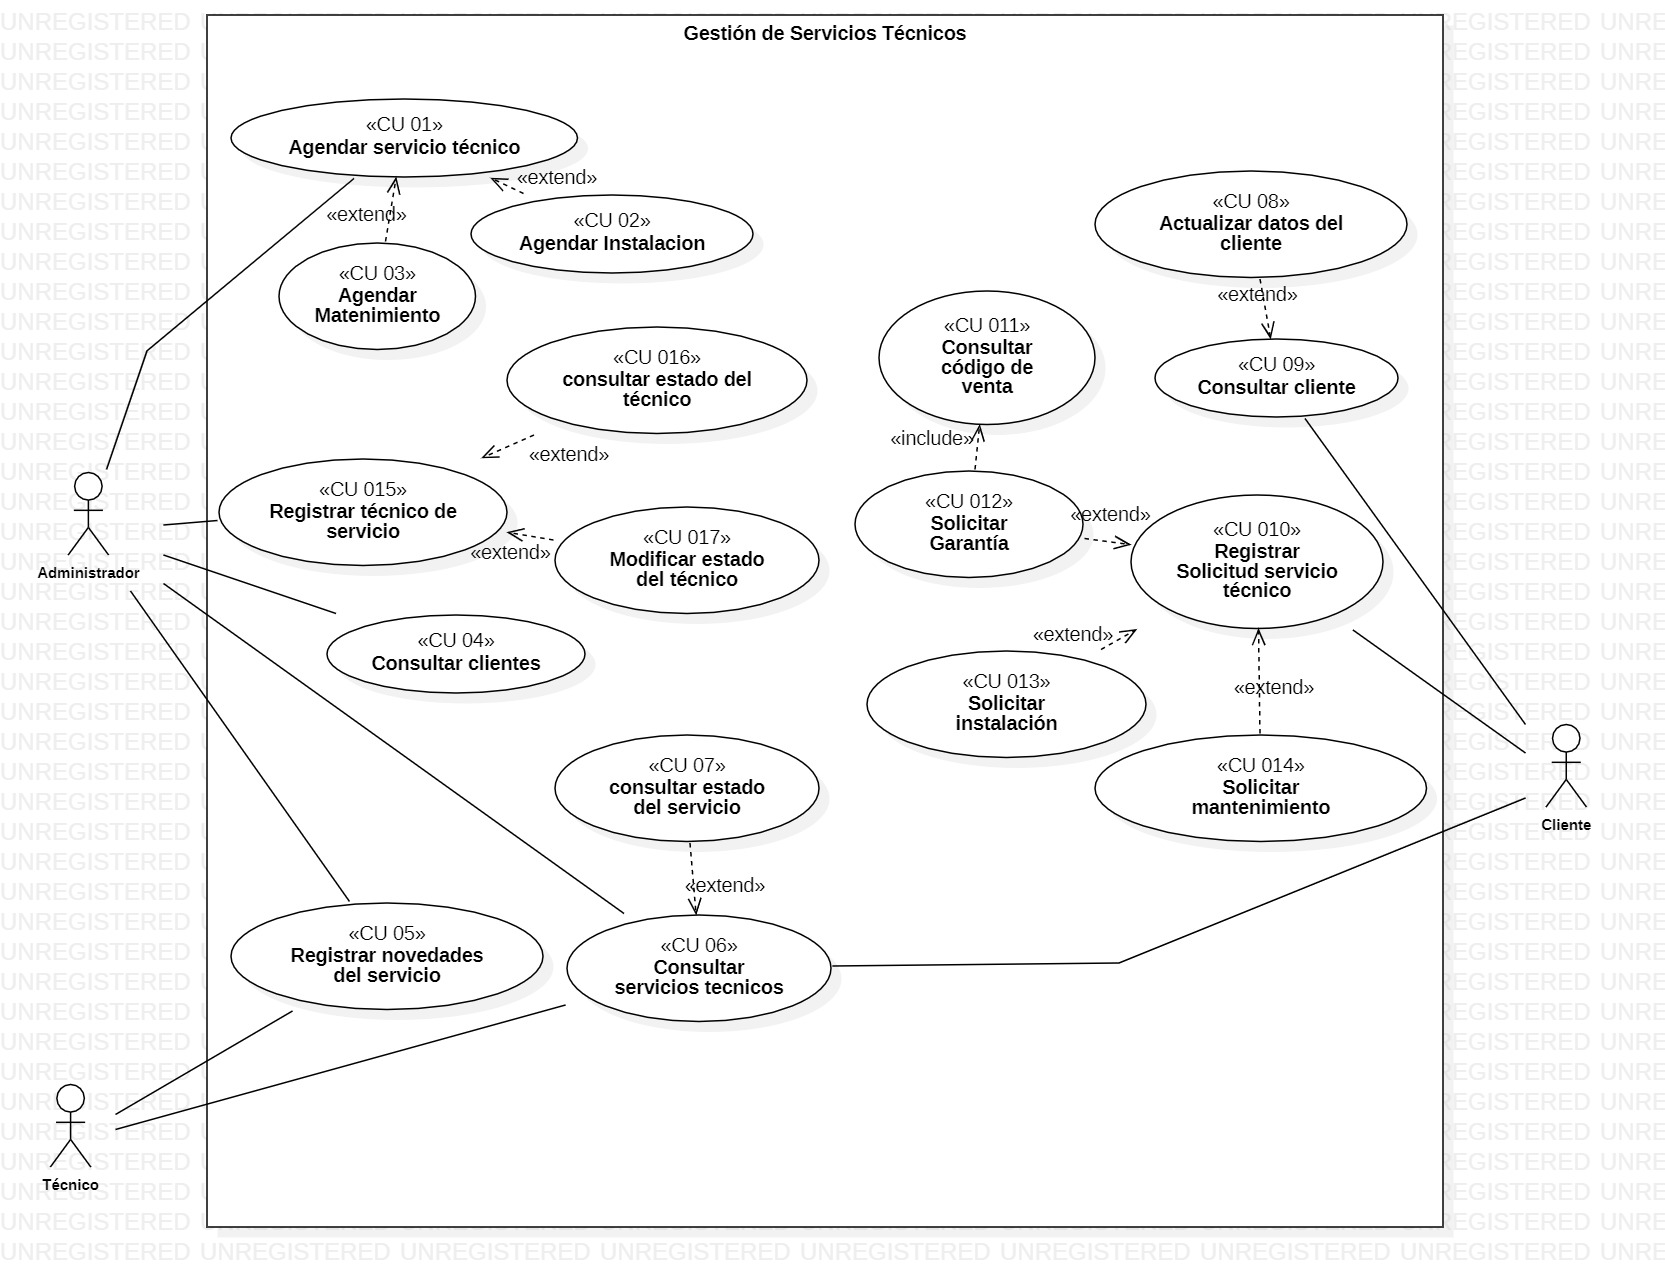 Gestión de Servicios Técnicos
«CU 01»
Agendar servicio técnico
«extend»
«extend»
«CU 02»
Agendar Instalacion
«CU 03»
Agendar
Matenimiento
«CU 08»
Actualizar datos del
cliente
«extend»
«CU 09»
Consultar cliente
«CU 011»
Consultar
código de
venta
«include»
«CU 016»
consultar estado del
técnico
«extend»
«CU 015»
Registrar técnico de
servicio
«extend»
«CU 017»
Modificar estado
del técnico
«CU 012»
Solicitar
Garantía
«extend»
«CU 010»
Registrar
Solicitud servicio
técnico
Administrador
«CU 04»
Consultar clientes
«extend»
«CU 013»
Solicitar
instalación
«extend»
«CU 014»
Solicitar
mantenimiento
Cliente
«CU 07»
consultar estado
del servicio
«extend»
«CU 05»
Registrar novedades
del servicio
«CU 06»
Consultar
servicios tecnicos
Técnico
UNREGISTERED UNREGISTERED UNREGISTERED UNREGISTERED UNREGISTERED UNREGISTERED UNREGISTERED UNREGISTERED UNRE